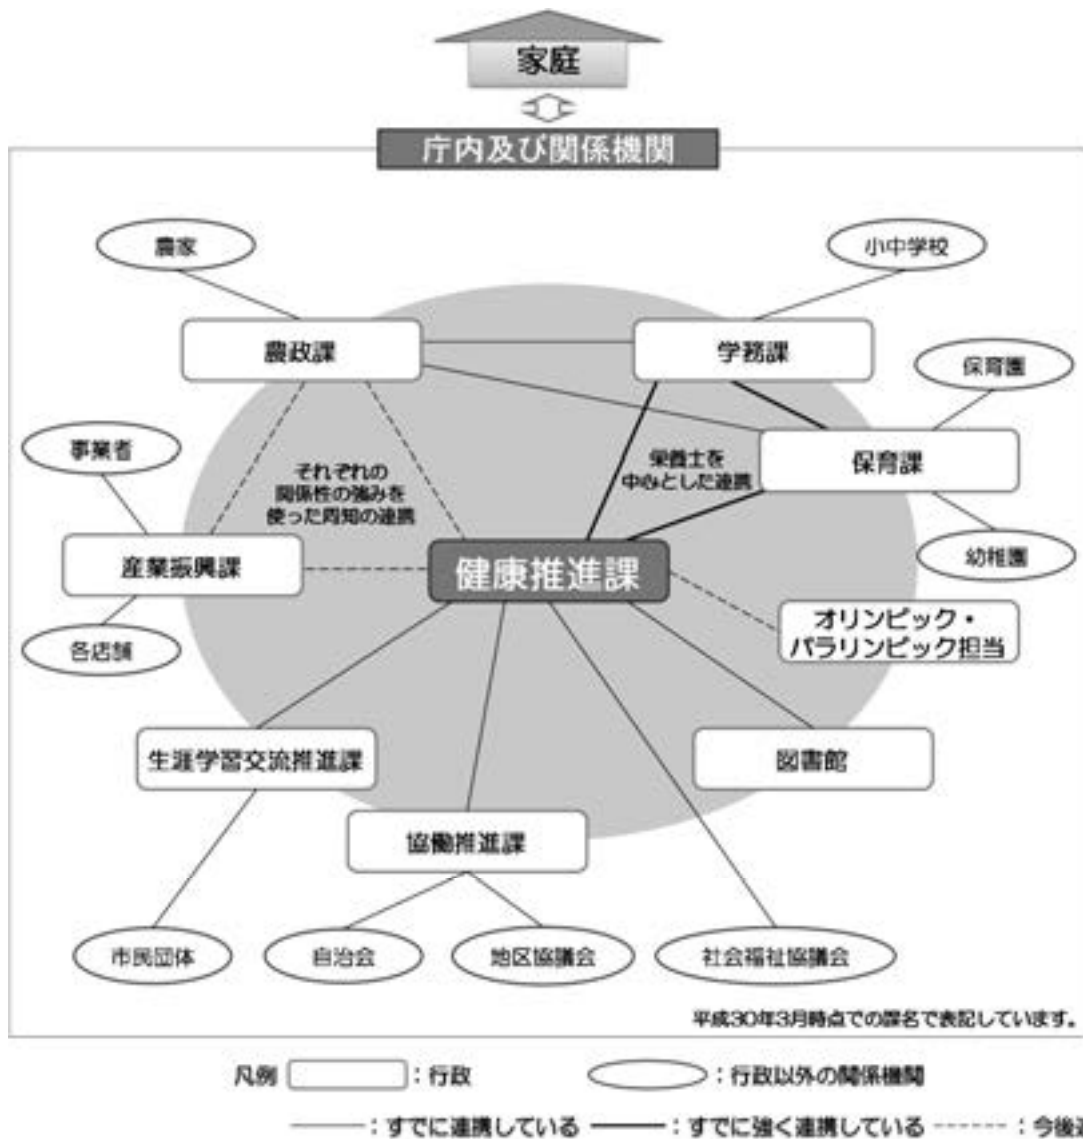 家庭
庁内及び関係機関
農家
小中学校
農政課
学務課
保育園
事業者
保育課
それぞれの
関係性の強みを
使った周知の連携
栄養士を
中心とした連携
産業振興課
健康推進課
幼稚園
各店舗
オリンピック・
パラリンピック担当
生涯学習交流推進課
図書館
協働推進課
市民団体
自治会
地区協議会
社会福祉協議会
平成30年3月時点での課名で表記しています。
凡例 :行政 :行政以外の関係機関
:すでに連携している :すでに強く連携している :今後